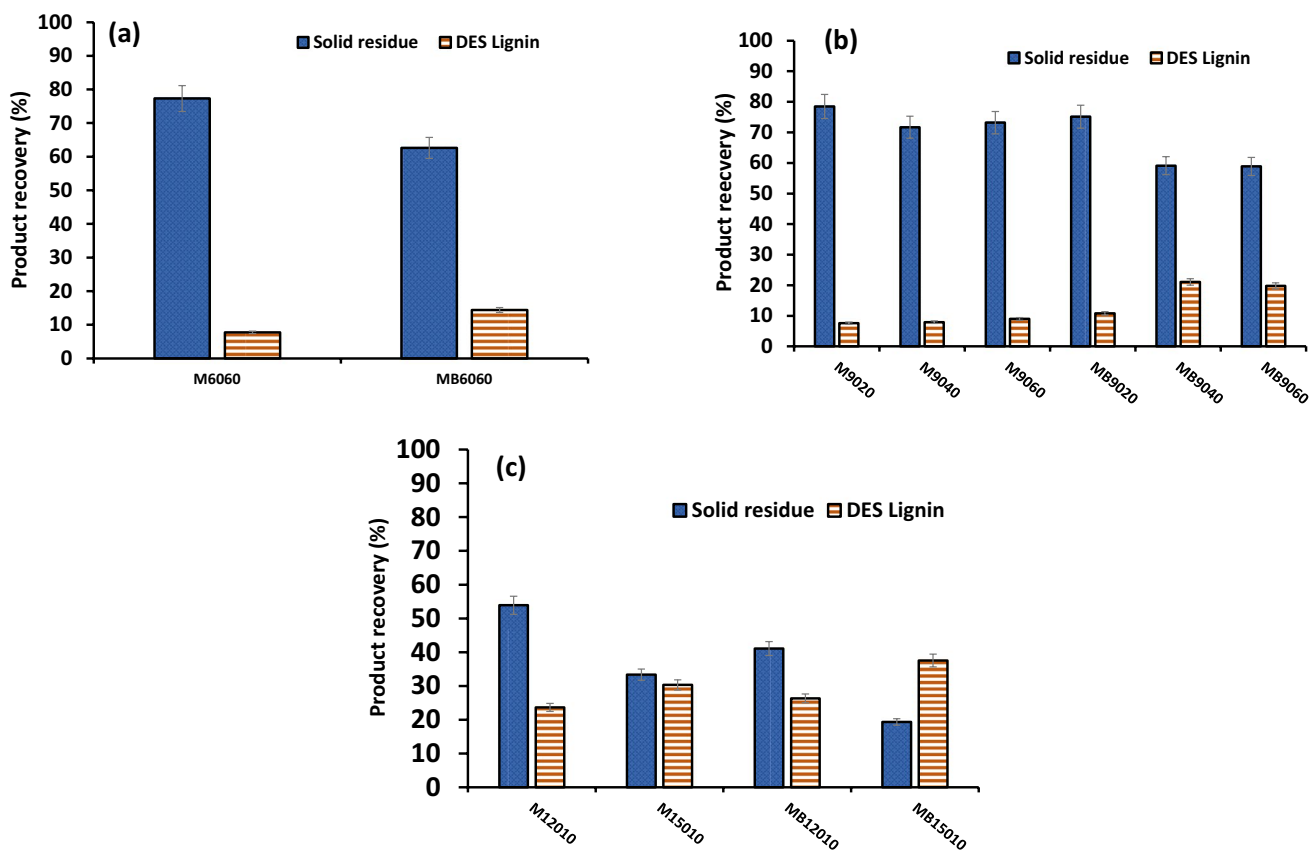 (a)
Solid residue DES Lignin
Product recovery (%)
100
90
80
70
60
50
40
30
20
10
0
M6060 MB6060
(b)
Solid residue DES Lignin
Product reecvery (%)
100
90
80
70
60
50
40
30
20
10
0
M9020 M9040 M9060 MB9020 MB9040 MB9060
(c)
Solid residue DES Lignin
Product recovery (%)
100
90
80
70
60
50
40
30
20
10
0
M12010 M15010 MB12010 MB15010